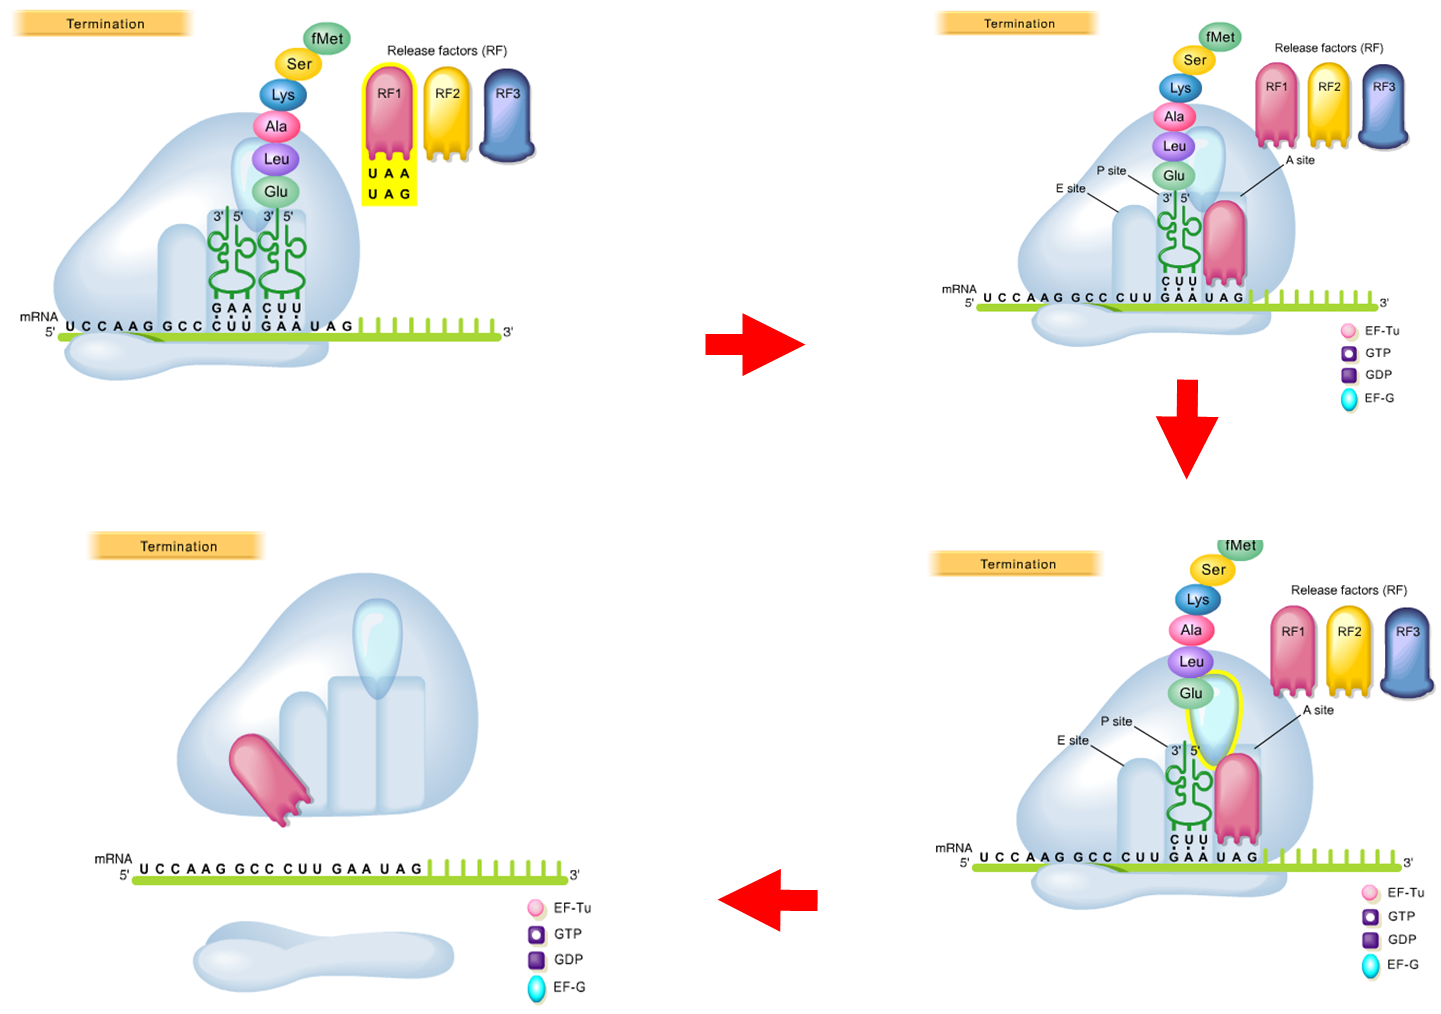 Termination
fMet
Ser
Release factors (RF)
Lys
RF1 RF2 RF3
Ala
Leu
U A A
Glu
U A G
3' 5' 3' 5'
G A A C U U
mRNA
5' U C C A A G G C C C U U G A A U A G 3'
Termination
fMet
Release factors (RF)
Ser
Lys
RF1 RF2 RF3
Ala
Leu
A site
P site
Glu
E site
3' 5'
C U U
mRNA
5' U C C A A G G C C C U U G A A U A G 3'
EF-Tu
GTP
GDP
EF-G
Termination
fMet
Ser
Release factors (RF)
Lys
Ala
RF1 RF2 RF3
Leu
Glu
A site
P site
E site
3' 5'
C U U
mRNA
5' U C C A A G G C C C U U G A A U A G 3'
EF-Tu
GTP
GDP
EF-G
Termination
mRNA
5' U C C A A G G C C C U U G A A U A G 3'
EF-Tu
GTP
GDP
EF-G